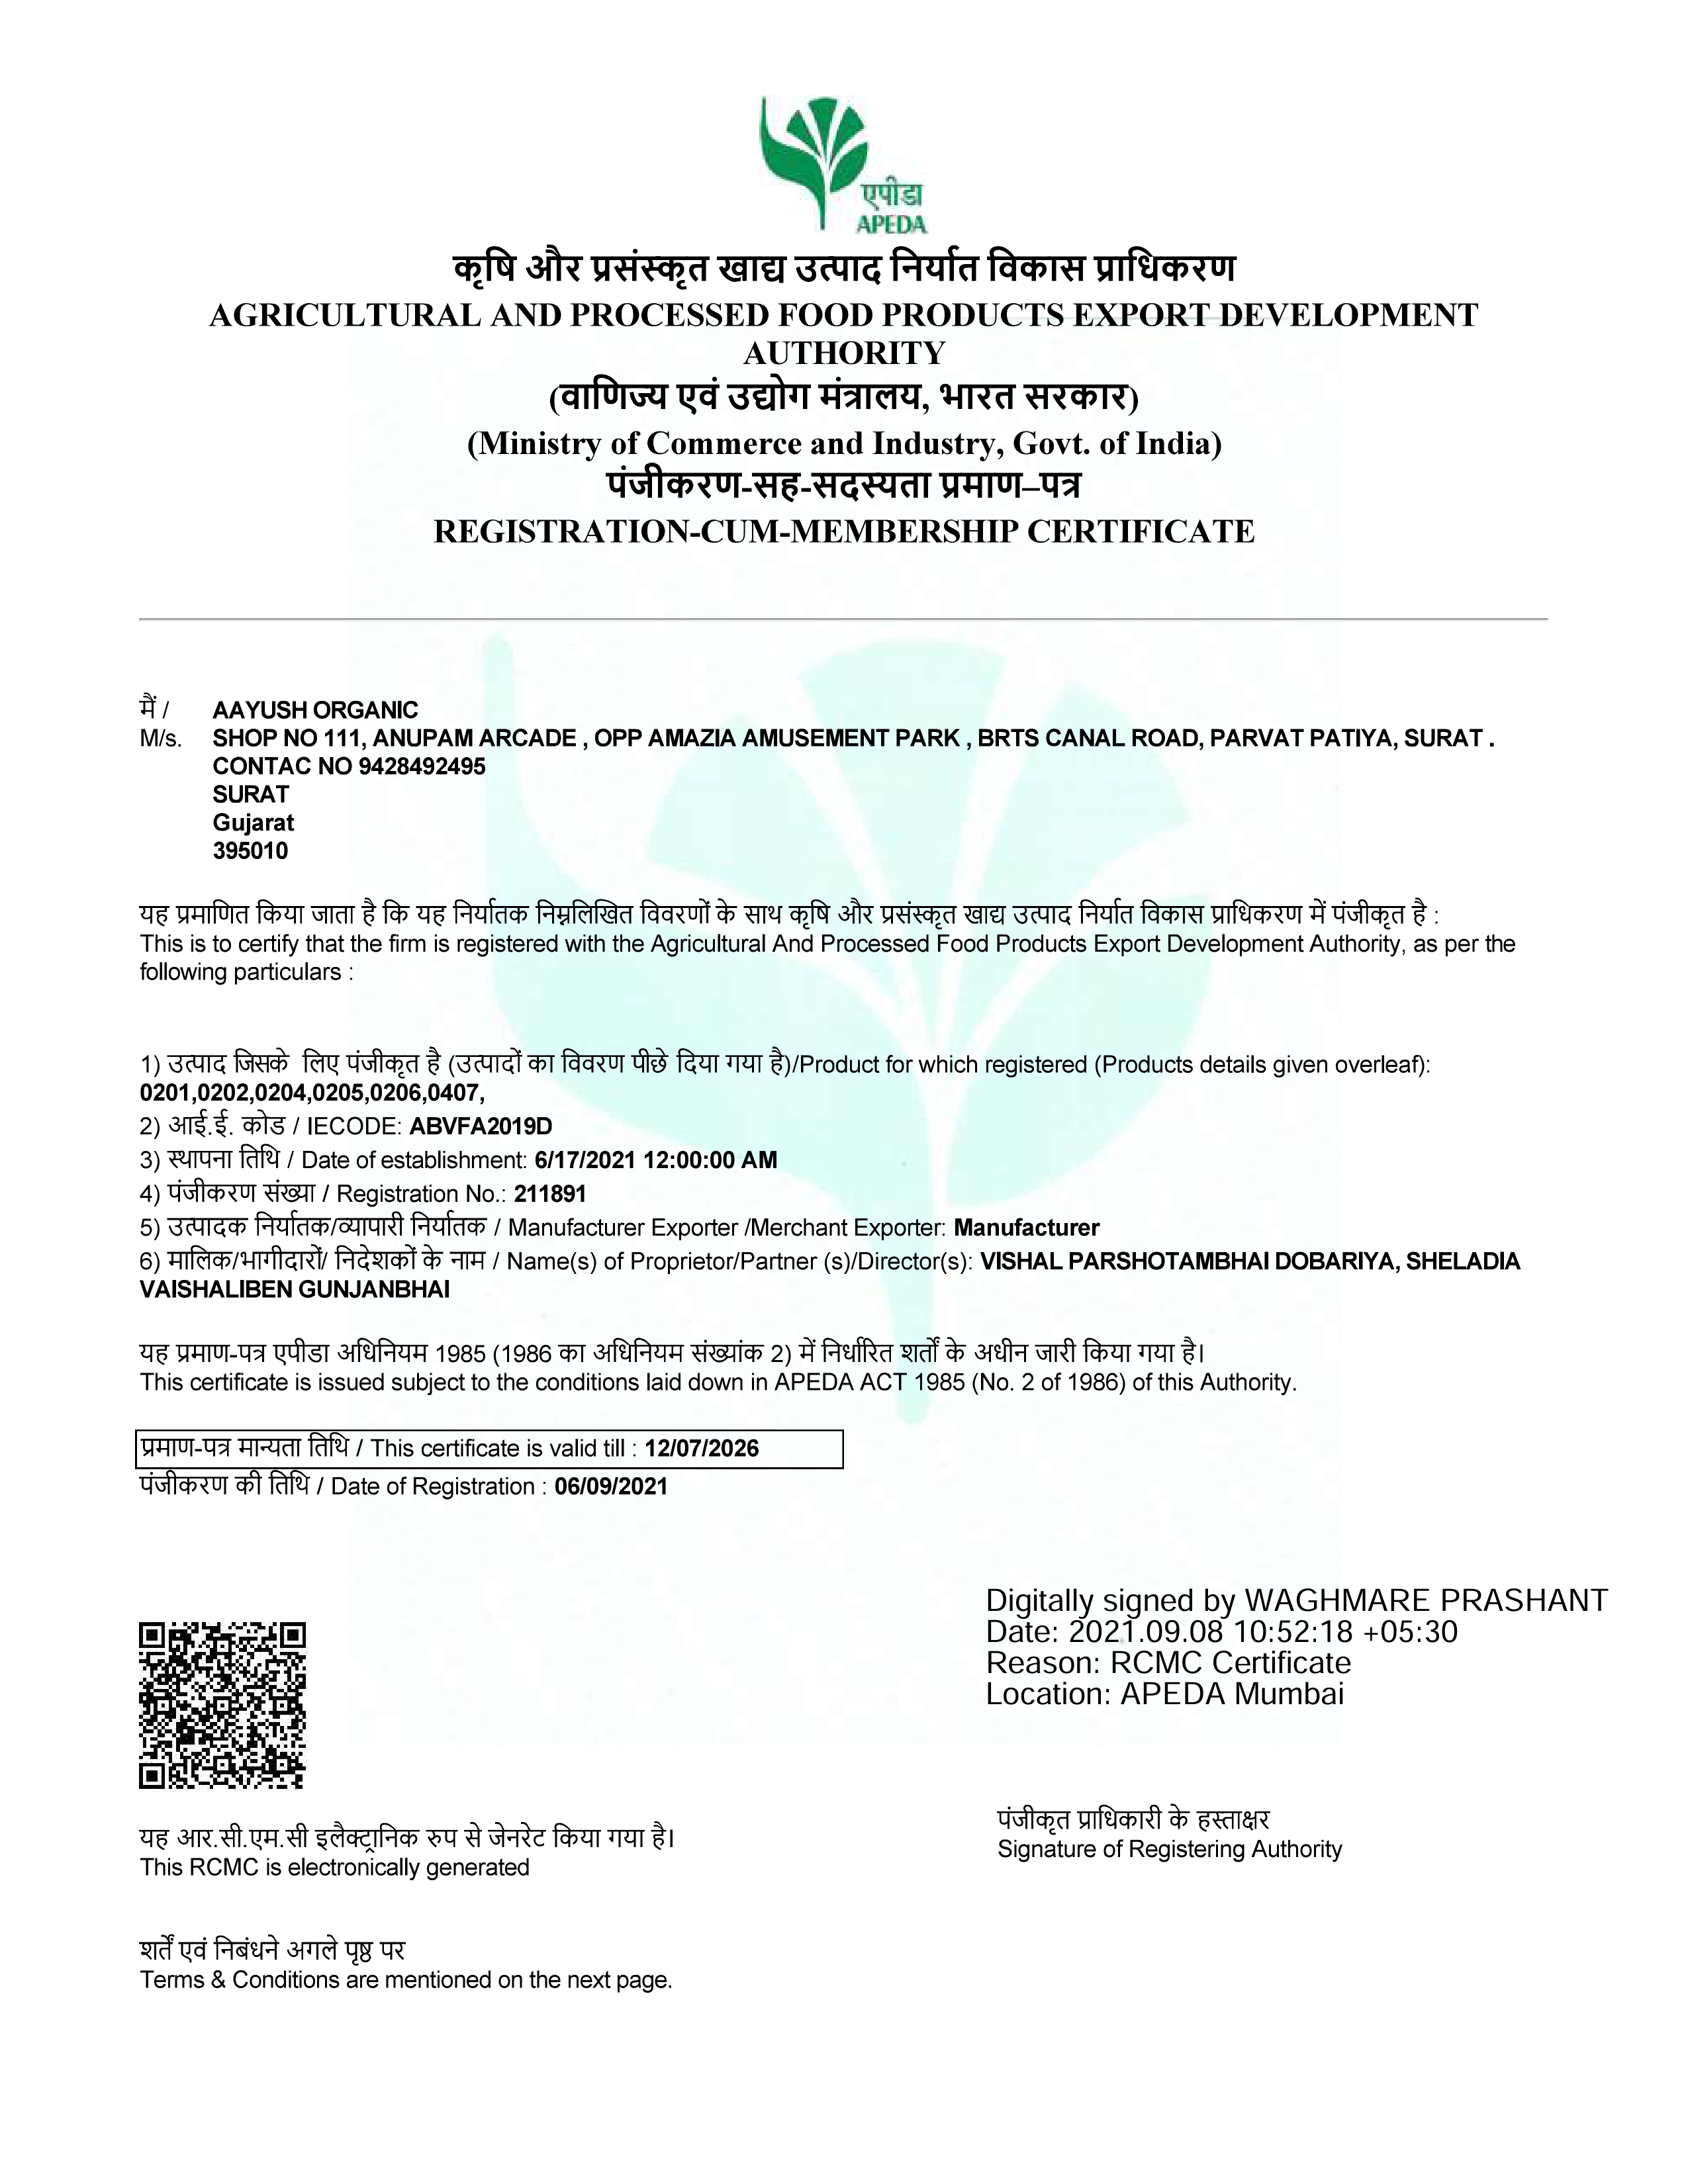 एपीडा
APEDA
कृषि और प्रसंस्कृत खाद्य उत्पाद निर्यात विकास प्राधिकरण
AGRICULTURAL AND PROCESSED FOOD PRODUCTS EXPORT DEVELOPMENT
AUTHORITY
(वाणिज्य एवं उद्योग मंत्रालय, भारत सरकार)
(Ministry of Commerce and Industry, Govt. of India)
पंजीकरण-सह-सदस्यता प्रमाण–पत्र
REGISTRATION-CUM-MEMBERSHIP CERTIFICATE
मैं / AAYUSH ORGANIC
M/s. SHOP NO 111, ANUPAM ARCADE , OPP AMAZIA AMUSEMENT PARK , BRTS CANAL ROAD, PARVAT PATIYA, SURAT .
CONTAC NO 9428492495
SURAT
Gujarat
395010
यह प्रमाणित किया जाता है कि यह निर्यातक निम्नलिखित विवरणों के साथ कृषि और प्रसंस्कृत खाद्य उत्पाद निर्यात विकास प्राधिकरण में पंजीकृत है :
This is to certify that the firm is registered with the Agricultural And Processed Food Products Export Development Authority, as per the
following particulars :
1) उत्पाद जिसके लिए पंजीकृत है (उत्पादों का विवरण पीछे दिया गया है)/Product for which registered (Products details given overleaf):
0201,0202,0204,0205,0206,0407,
2) आई.ई. कोड / IECODE: ABVFA2019D
3) स्थापना तिथि / Date of establishment: 6/17/2021 12:00:00 AM
4) पंजीकरण संख्या / Registration No.: 211891
5) उत्पादक निर्यातक/व्यापारी निर्यातक / Manufacturer Exporter /Merchant Exporter: Manufacturer
6) मालिक/भागीदारों/ निदेशकों के नाम / Name(s) of Proprietor/Partner (s)/Director(s): VISHAL PARSHOTAMBHAI DOBARIYA, SHELADIA
VAISHALIBEN GUNJANBHAI
यह प्रमाण-पत्र एपीडा अधिनियम 1985 (1986 का अधिनियम संख्यांक 2) में निर्धारित शर्तों के अधीन जारी किया गया है।
This certificate is issued subject to the conditions laid down in APEDA ACT 1985 (No. 2 of 1986) of this Authority.
प्रमाण-पत्र मान्यता तिथि / This certificate is valid till : 12/07/2026
पंजीकरण की तिथि / Date of Registration : 06/09/2021
Digitally signed by WAGHMARE PRASHANT
Date: 2021.09.08 10:52:18 +05:30
Reason: RCMC Certificate
Location: APEDA Mumbai
पंजीकृत प्राधिकारी के हस्ताक्षर
Signature of Registering Authority
यह आर.सी.एम.सी इलैक्ट्रानिक रुप से जेनरेट किया गया है।
This RCMC is electronically generated
शर्तें एवं निबंधने अगले पृष्ठ पर
Terms & Conditions are mentioned on the next page.